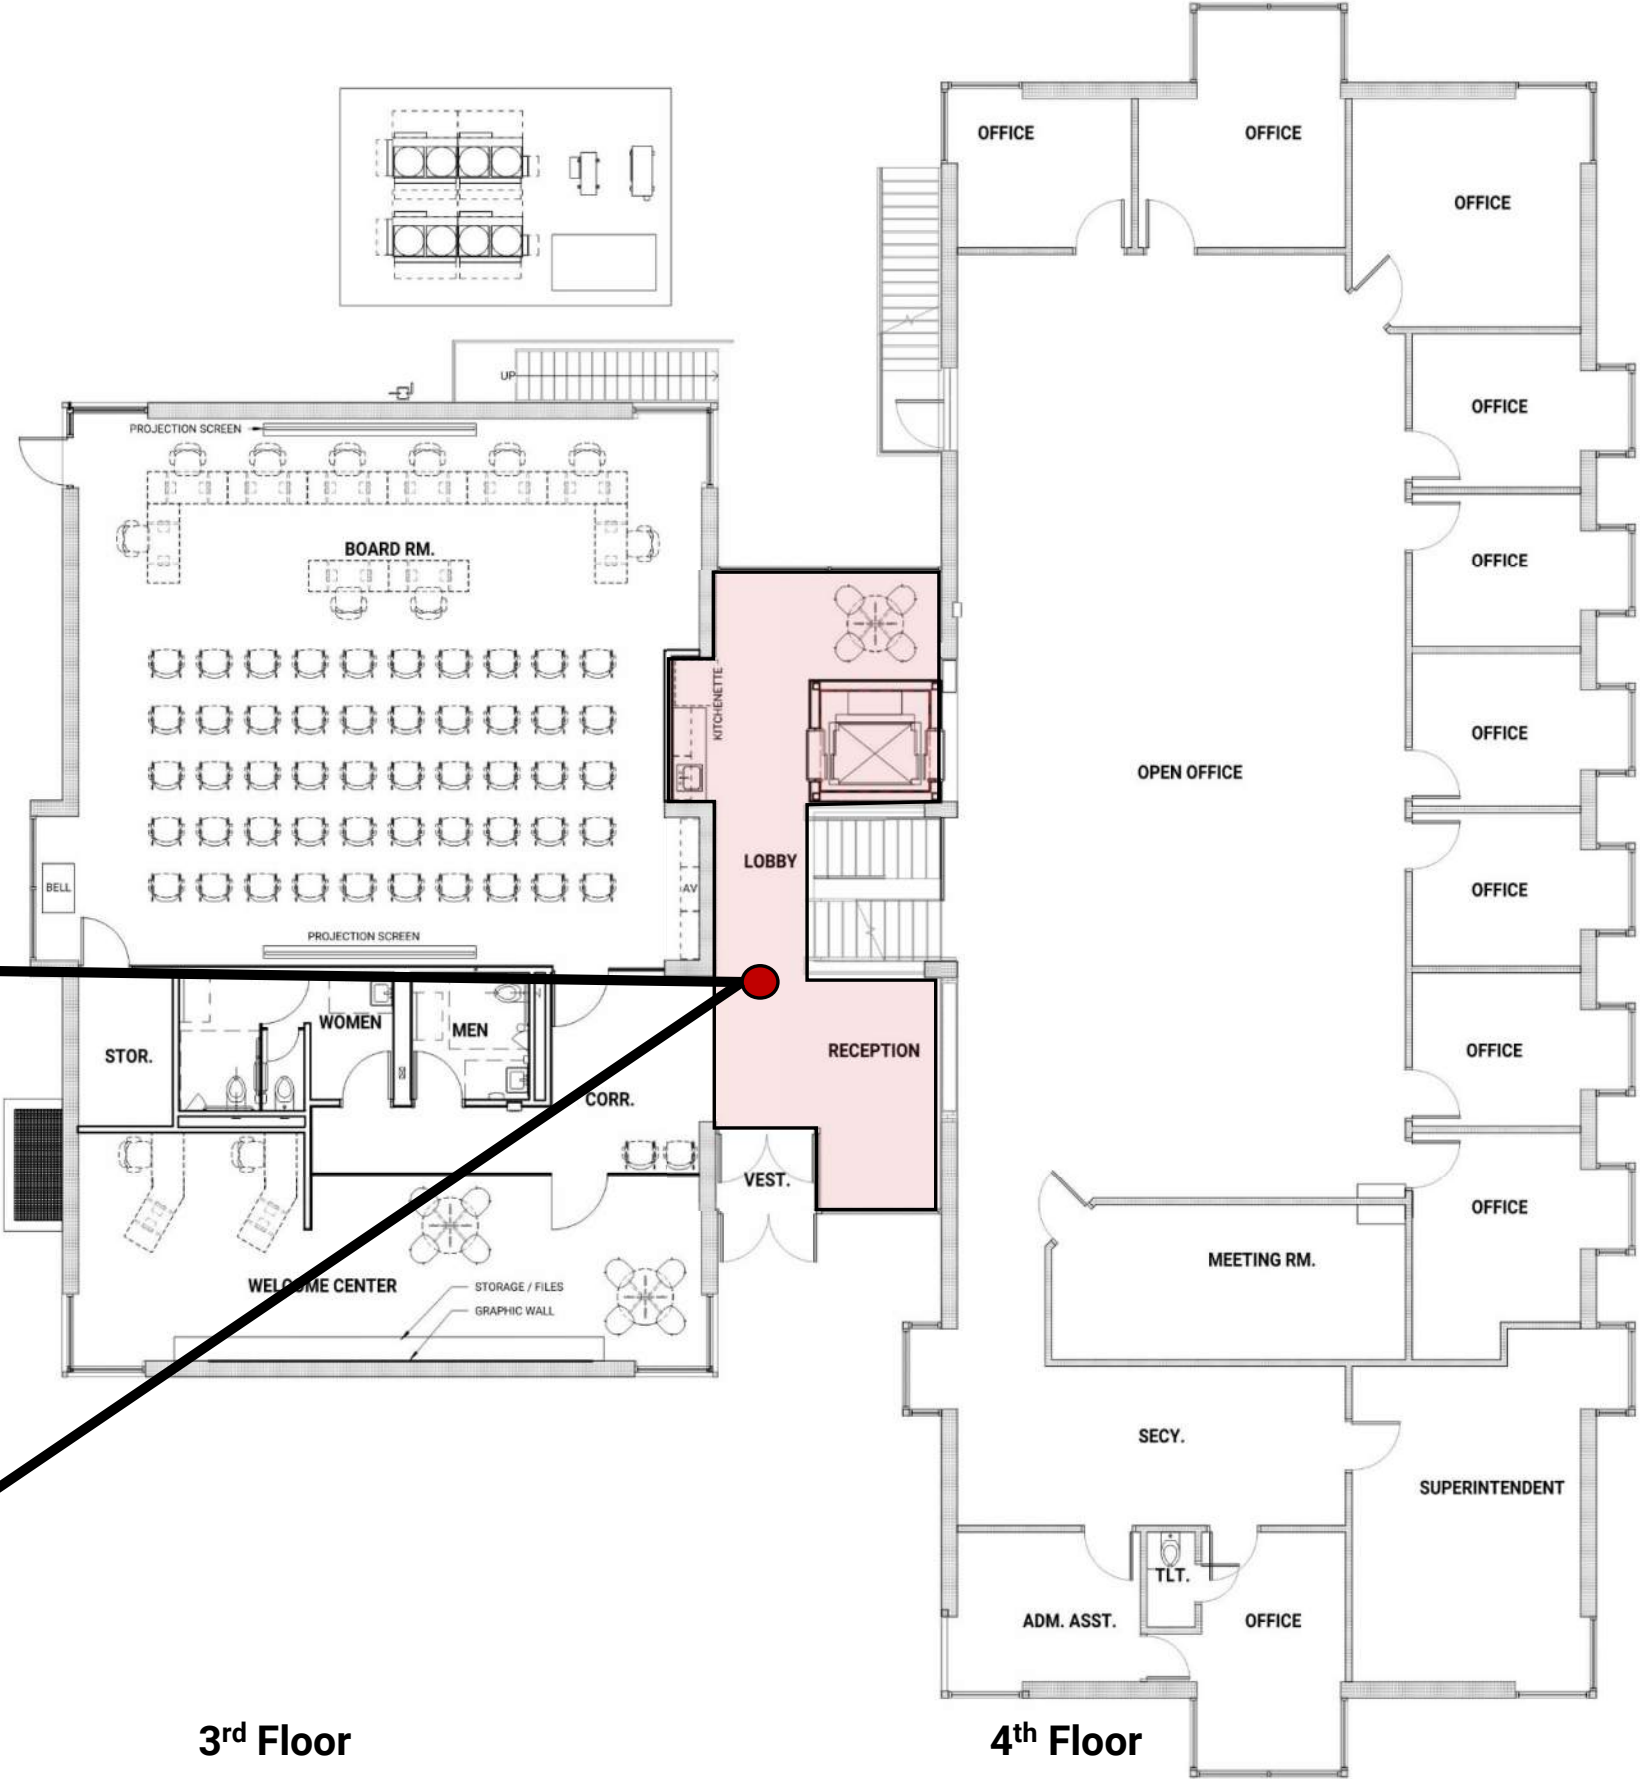 OFFICE
OFFICE
OFFICE
UP
OFFICE
PROJECTION SCREEN
BOARD RM.
OFFICE
KITCHENETTE
OFFICE
OPEN OFFICE
LOBBY
BELL
AV
OFFICE
PROJECTION SCREEN
WOMEN
MEN
STOR.
RECEPTION
OFFICE
CORR.
VEST.
OFFICE
MEETING RM.
WELCOME CENTER
STORAGE / FILES
GRAPHIC WALL
SECY.
SUPERINTENDENT
TLT.
ADM. ASST.
OFFICE
3rd Floor
4th Floor